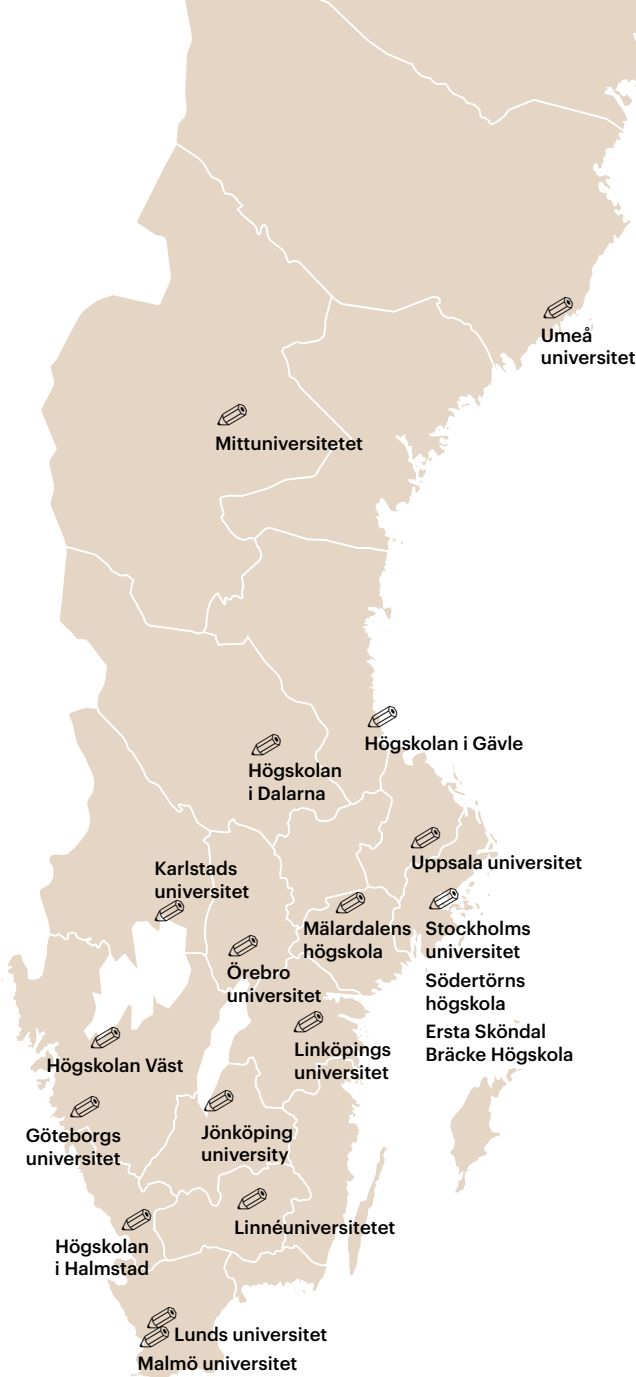 Umeå
universitet
Mittuniversitetet
Högskolan i Gävle
Högskolan
i Dalarna
Uppsala universitet
Karlstads
universitet
Mälardalens
högskola
Stockholms
universitet
Södertörns
högskola
Ersta Sköndal
Bräcke Högskola
Örebro
universitet
Linköpings
universitet
Högskolan Väst
Göteborgs
universitet
Jönköping
university
Linnéuniversitetet
Högskolan
i Halmstad
Lunds universitet
Malmö universitet